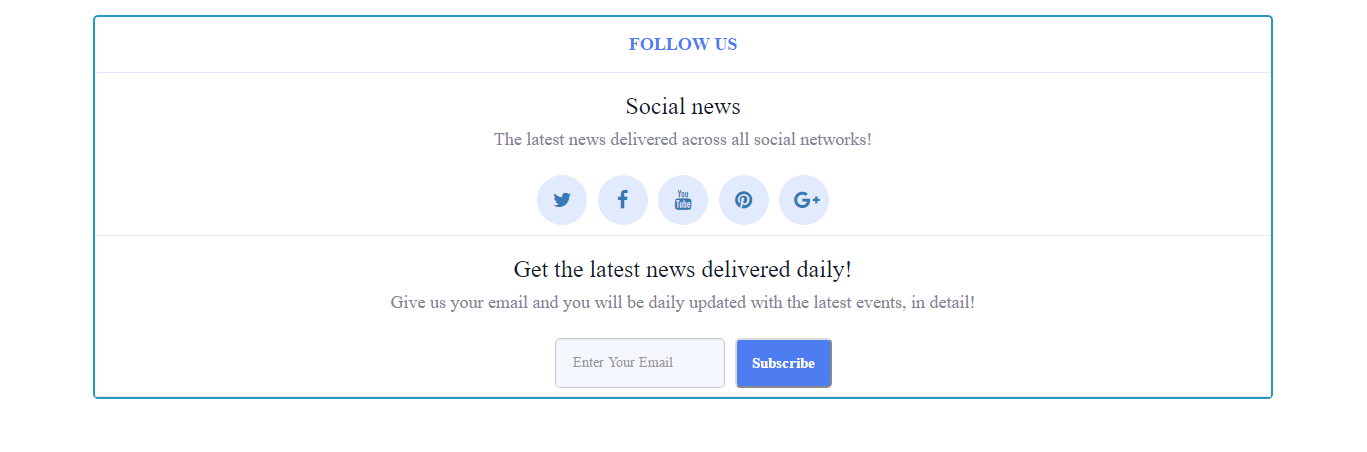 FOLLOW US
Social news
The latest news delivered across all social networks!
You
Tube
G+
Get the latest news delivered daily!
Give us your email and you will be daily updated with the latest events, in detail!
Enter Your Email Subscribe